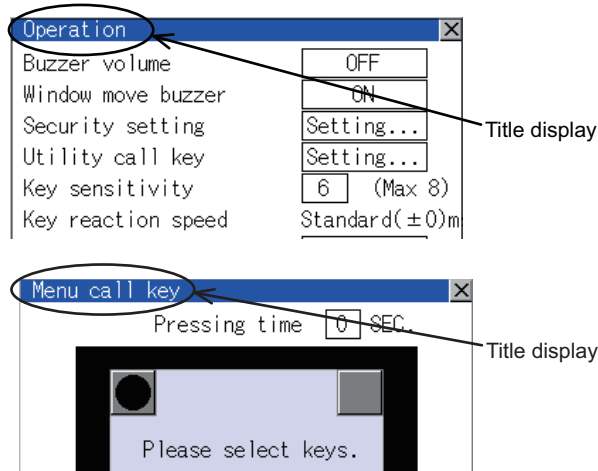 Operation X
Buzzer volume OFF
Window move buzzer ON
Security setting Setting...
Title display
Utility call key Setting...
Key sensitivity 6 (Max 8)
Key reaction speed Standard(±0)m
Menu call key X
Pressing time 0 SEC.
Title display
Please select keys.